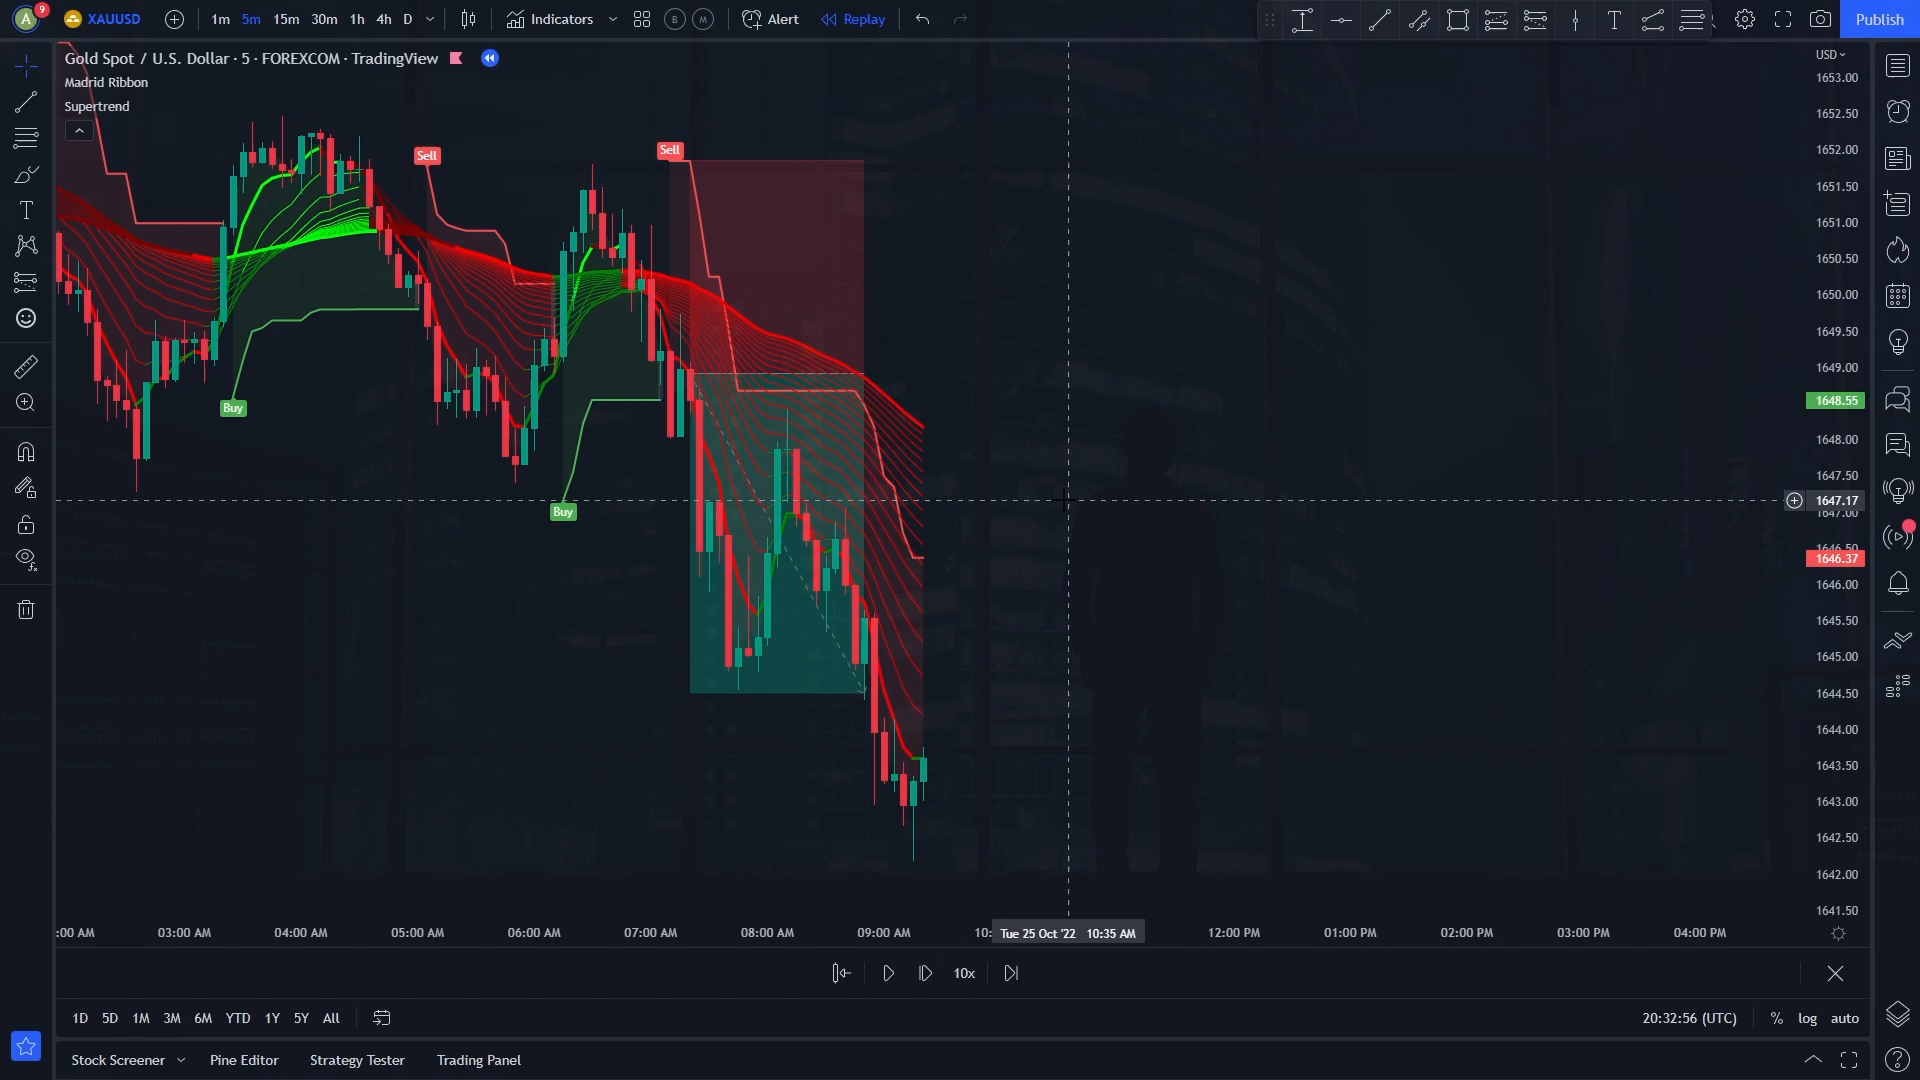 A 9 XAUUSD 1m 5m 15m 30m 1h 4h D Indicators B M Alert Replay T Publish
Gold Spot / U.S. Dollar · 5 · FOREXCOM · TradingView
Madrid Ribbon
Supertrend
USD
1653.00
1652.50
1652.00
1651.50
1651.00
1650.50
1650.00
1649.50
1649.00
1648.55
1648.00
1647.50
1647.17
1647.00
1646.50
1646.37
1646.00
1645.50
1645.00
1644.50
1644.00
1643.50
1643.00
1642.50
1642.00
1641.50
Sell
Sell
Buy
Buy
:00 AM 03:00 AM 04:00 AM 05:00 AM 06:00 AM 07:00 AM 08:00 AM 09:00 AM 10: Tue 25 Oct '22 10:35 AM 12:00 PM 01:00 PM 02:00 PM 03:00 PM 04:00 PM
10x
1D 5D 1M 3M 6M YTD 1Y 5Y All 20:32:56 (UTC) % log auto
Stock Screener Pine Editor Strategy Tester Trading Panel